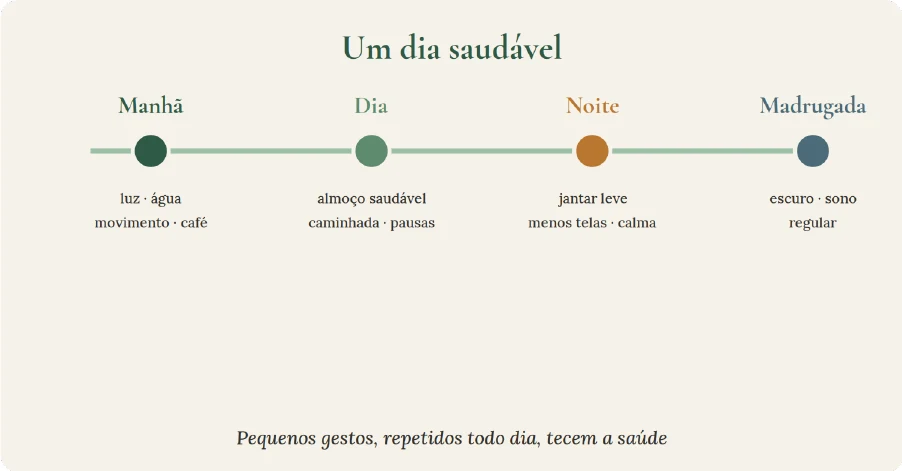 Um dia saudável
Manhã
Dia
Noite
Madrugada
luz · água
movimento · café
almoço saudável
caminhada · pausas
jantar leve
menos telas · calma
escuro · sono
regular
Pequenos gestos, repetidos todo dia, tecem a saúde